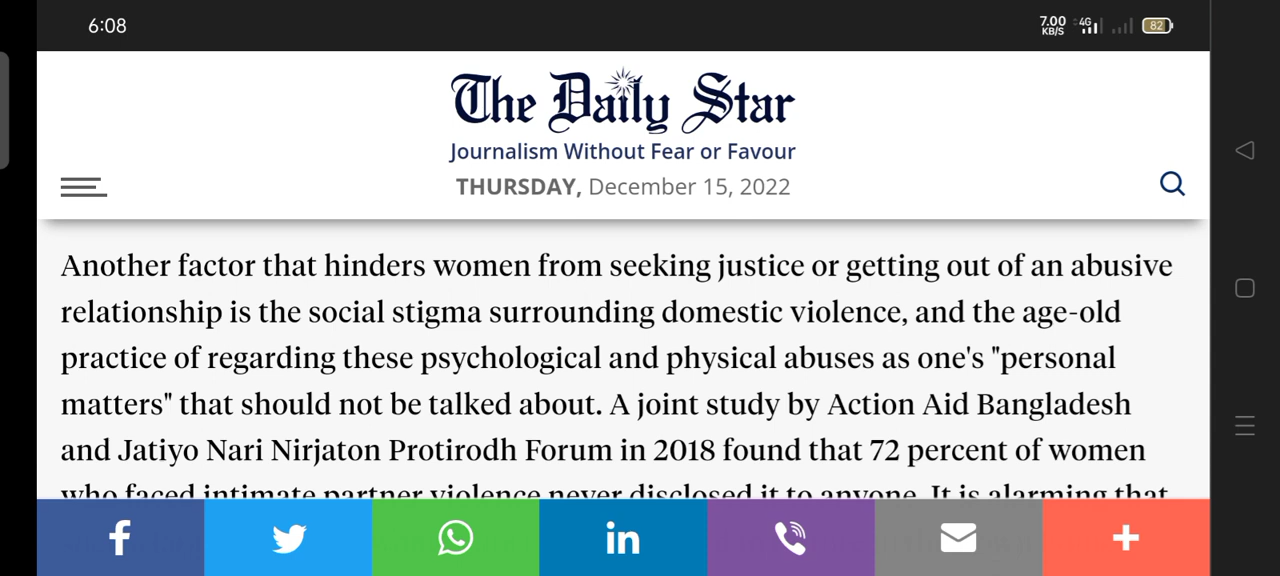 6:08
7.00
KB/S
4G
82
The Daily Star
Journalism Without Fear or Favour
THURSDAY, December 15, 2022
Another factor that hinders women from seeking justice or getting out of an abusive
relationship is the social stigma surrounding domestic violence, and the age-old
practice of regarding these psychological and physical abuses as one's "personal
matters" that should not be talked about. A joint study by Action Aid Bangladesh
and Jatiyo Nari Nirjaton Protirodh Forum in 2018 found that 72 percent of women
who faced intimate partner violence never disclosed it to anyone. It is alarming that